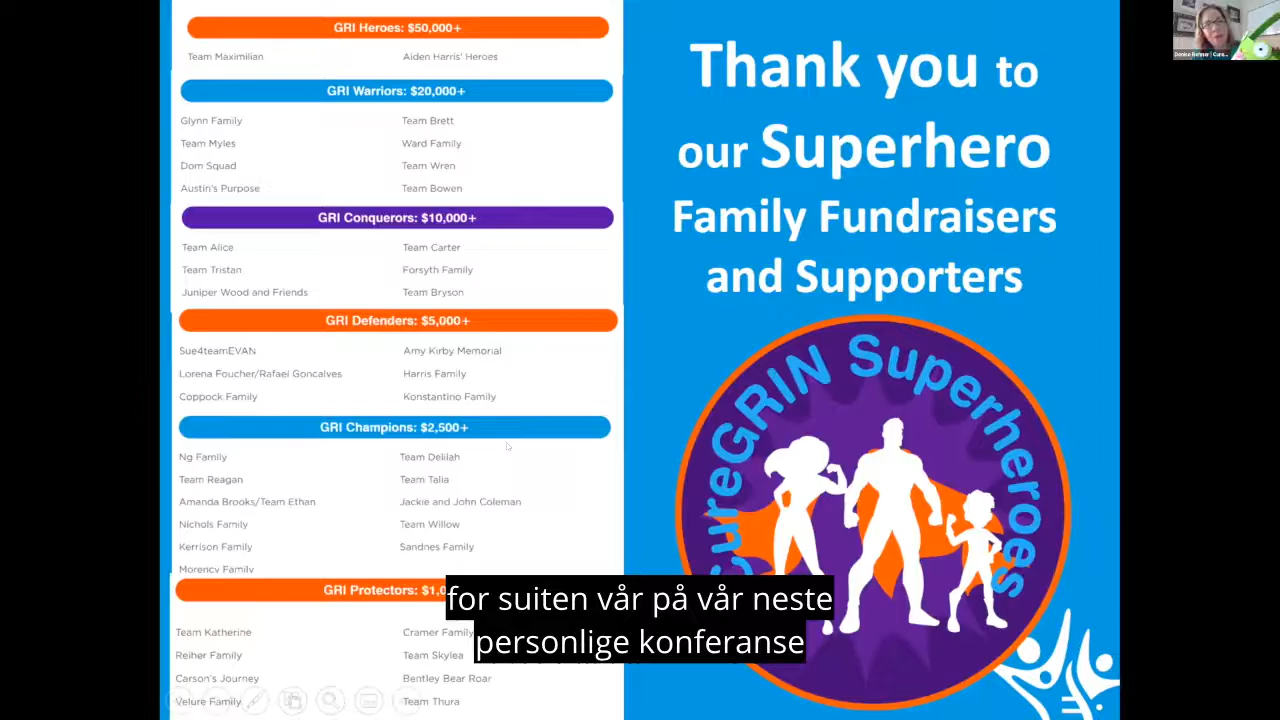 GRI Heroes: $50,000+
Team Maximilian
Aiden Harris' Heroes
GRI Warriors: $20,000+
Glynn Family
Team Brett
Team Myles
Ward Family
Dom Squad
Team Wren
Austin's Purpose
Team Bowen
GRI Conquerors: $10,000+
Team Alice
Team Carter
Team Tristan
Forsyth Family
Juniper Wood and Friends
Team Bryson
GRI Defenders: $5,000+
Sue4teamEVAN
Amy Kirby Memorial
Lorena Foucher/Rafael Goncalves
Harris Family
Coppock Family
Konstantino Family
GRI Champions: $2,500+
Ng Family
Team Delilah
Team Reagan
Team Talia
Amanda Brooks/Team Ethan
Jackie and John Coleman
Nichols Family
Team Willow
Kerrison Family
Sandnes Family
Morency Family
GRI Protectors: $1,0
Team Katherine
Cramer Family
Reiher Family
Team Skylea
Carson's Journey
Bentley Bear Roar
Velure Family
Team Thura
Thank you to
our Superhero
Family Fundraisers
and Supporters
CureGRIN Superheroes
for suiten vår på vår neste
personlige konferanse